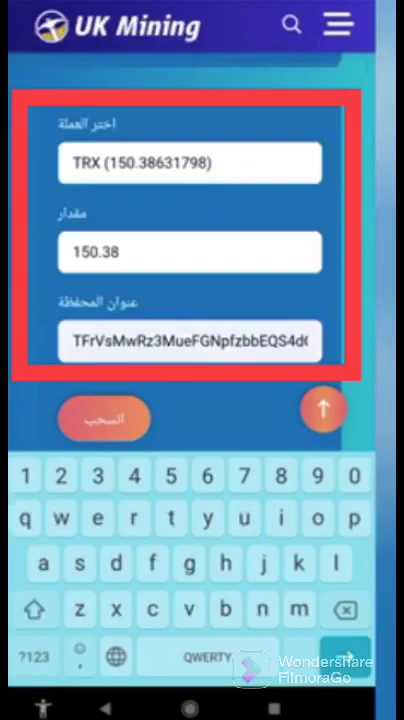 UK Mining
اختر العملة
TRX (150.38631798)
مقدار
150.38
عنوان المحفظة
TFrVsMwRz3MueFGNpfzbbEQS4d
انسحب
1 2 3 4 5 6 7 8 9 0
q w e r t y u i o p
a s d f g h j k l
z x c v b n m
?123 , QWERTY
Wondershare
FilmoraGo